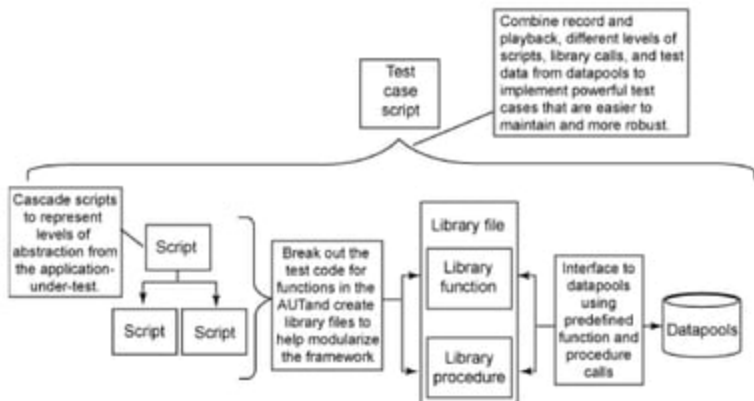 Test
case
script
Combine record and
playback, different levels of
scripts, library calls, and test
data from datapools to
implement powerful test
cases that are easier to
maintain and more robust.
Cascade scripts
to represent
levels of
abstraction from
the application-
under-test.
Script
Script
Script
Break out the
test code for
functions in the
AUTand create
library files to
help modularize
the framework
Library file
Library
function
Library
procedure
Interface to
datapools
using
predefined
function and
procedure
calls
Datapools